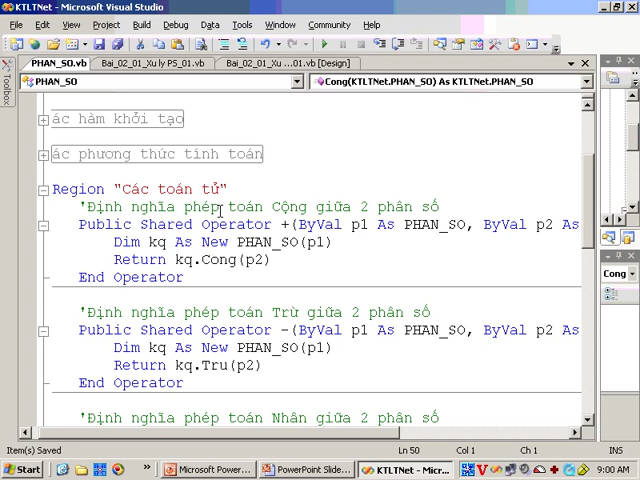 KTLTNet - Microsoft Visual Studio
File Edit View Project Build Debug Data Tools Window Community Help
PHAN_SO.vb Bai_02_01_Xu ly PS_01.vb Bai_02_01_Xu ...01.vb [Design]
PHAN_SO Cong(KTLTNet.PHAN_SO) As KTLTNet.PHAN_SO
Toolbox
ác hàm khởi tạo
ác phương thức tính toán
Region "Các toán tử"
'Định nghĩa phép toán Cộng giữa 2 phân số
Public Shared Operator +(ByVal p1 As PHAN_SO, ByVal p2 As
Dim kq As New PHAN_SO(p1)
Return kq.Cong(p2)
End Operator
'Định nghĩa phép toán Trừ giữa 2 phân số
Public Shared Operator -(ByVal p1 As PHAN_SO, ByVal p2 As
Dim kq As New PHAN_SO(p1)
Return kq.Tru(p2)
End Operator
'Định nghĩa phép toán Nhân giữa 2 phân số
Cong
Item(s) Saved Ln 50 Col 1 Ch 1 INS
Start Microsoft Power... PowerPoint Slide... KTLTNet - Micr... 9:00 AM